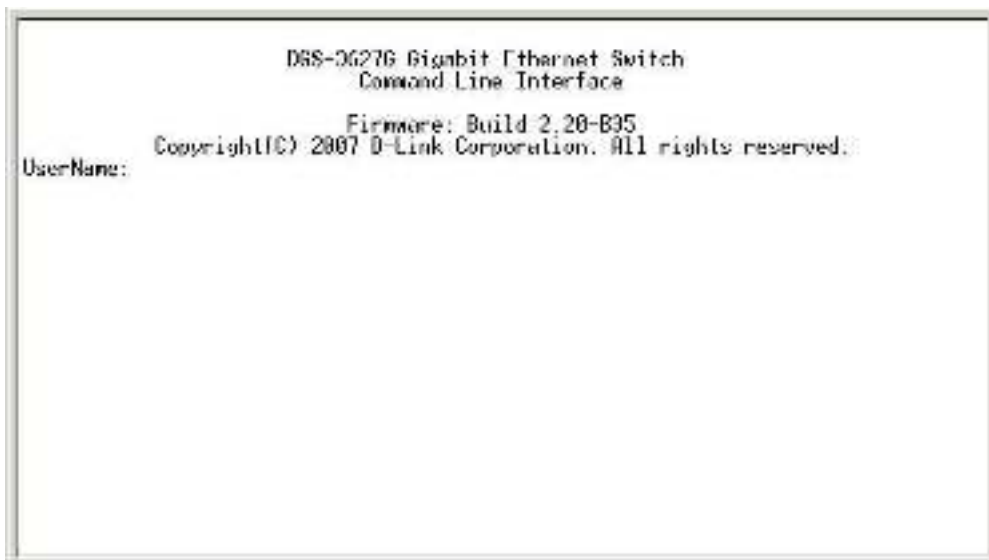 DGS-3627G Gigabit Ethernet Switch
Command Line Interface
Firmware: Build 2.20-B35
Copyright(C) 2007 D-Link Corporation. All rights reserved.
UserName: